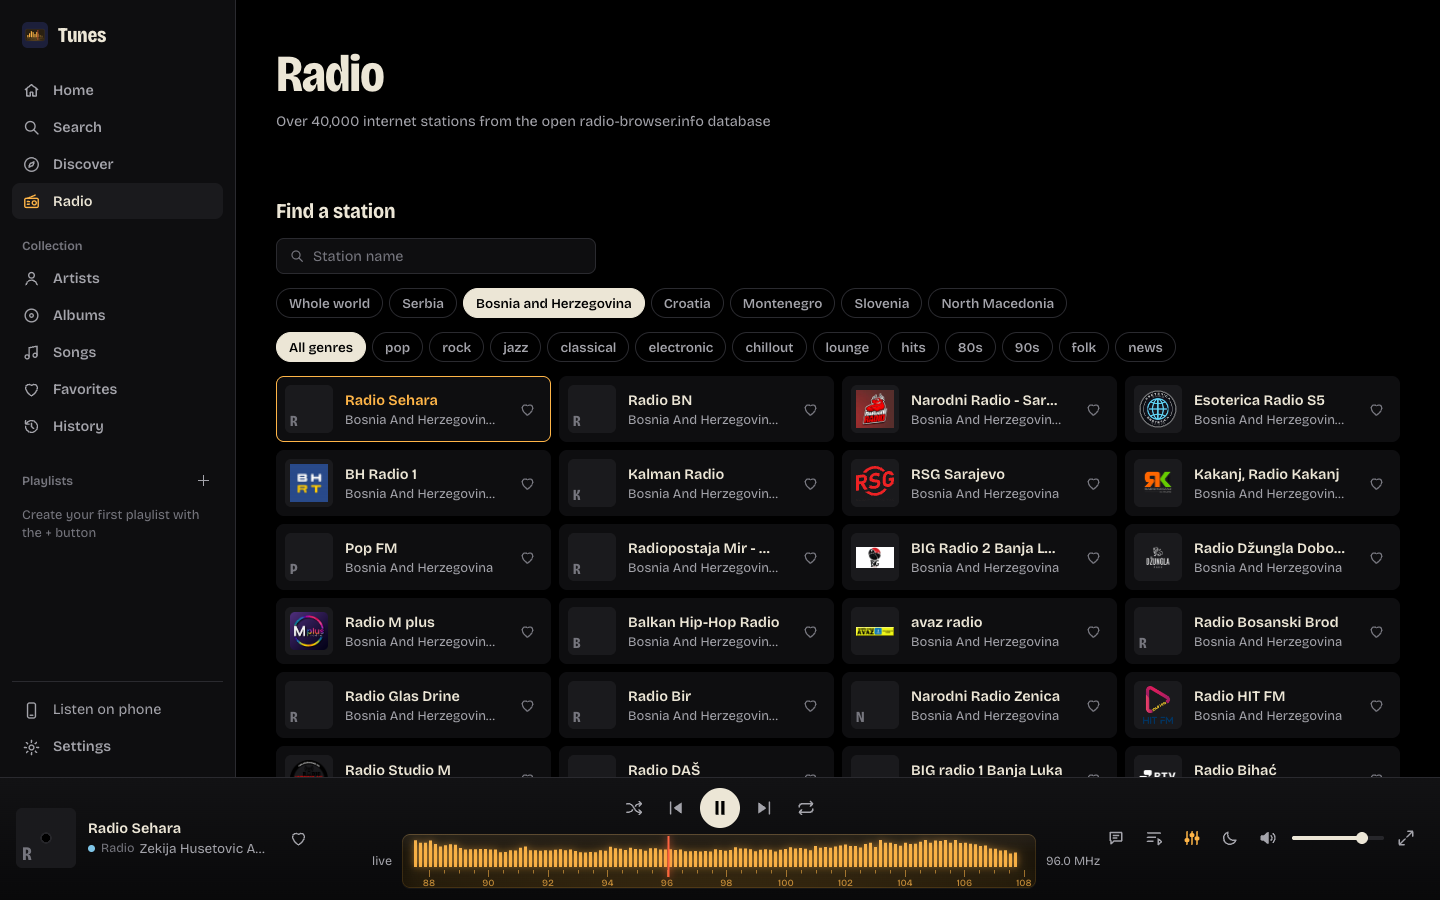 Tunes
Home
Search
Discover
Radio
Collection
Artists
Albums
Songs
Favorites
History
Playlists
Create your first playlist with
the + button
Listen on phone
Settings
Radio
Over 40,000 internet stations from the open radio-browser.info database
Find a station
Station name
Whole world Serbia Bosnia and Herzegovina Croatia Montenegro Slovenia North Macedonia
All genres pop rock jazz classical electronic chillout lounge hits 80s 90s folk news
R Radio Sehara
Bosnia And Herzegovin...
R Radio BN
Bosnia And Herzegovin...
Narodni Radio - Sar...
Bosnia And Herzegovin...
Esoterica Radio S5
Bosnia And Herzegovin...
BH
RT
BH Radio 1
Bosnia And Herzegovin...
K Kalman Radio
Bosnia And Herzegovin...
RSG RSG Sarajevo
Bosnia And Herzegovina
RK Kakanj, Radio Kakanj
Bosnia And Herzegovin...
P Pop FM
Bosnia And Herzegovina
R Radiopostaja Mir - ...
Bosnia And Herzegovin...
BIG BIG Radio 2 Banja L...
Bosnia And Herzegovina
DŽUNGLA Radio Džungla Dobo...
Bosnia And Herzegovina
M plus Radio M plus
Bosnia And Herzegovin...
B Balkan Hip-Hop Radio
Bosnia And Herzegovin...
AVAZ avaz radio
Bosnia And Herzegovina
R Radio Bosanski Brod
Bosnia And Herzegovina
R Radio Glas Drine
Bosnia And Herzegovin...
R Radio Bir
Bosnia And Herzegovin...
N Narodni Radio Zenica
Bosnia And Herzegovina
HIT FM Radio HIT FM
Bosnia And Herzegovina
Radio Studio M
Radio DAŠ
BIG radio 1 Banja Luka
RTV Radio Bihać
R Radio Sehara
Radio Zekija Husetovic A...
live
88 90 92 94 96 98 100 102 104 106 108
96.0 MHz